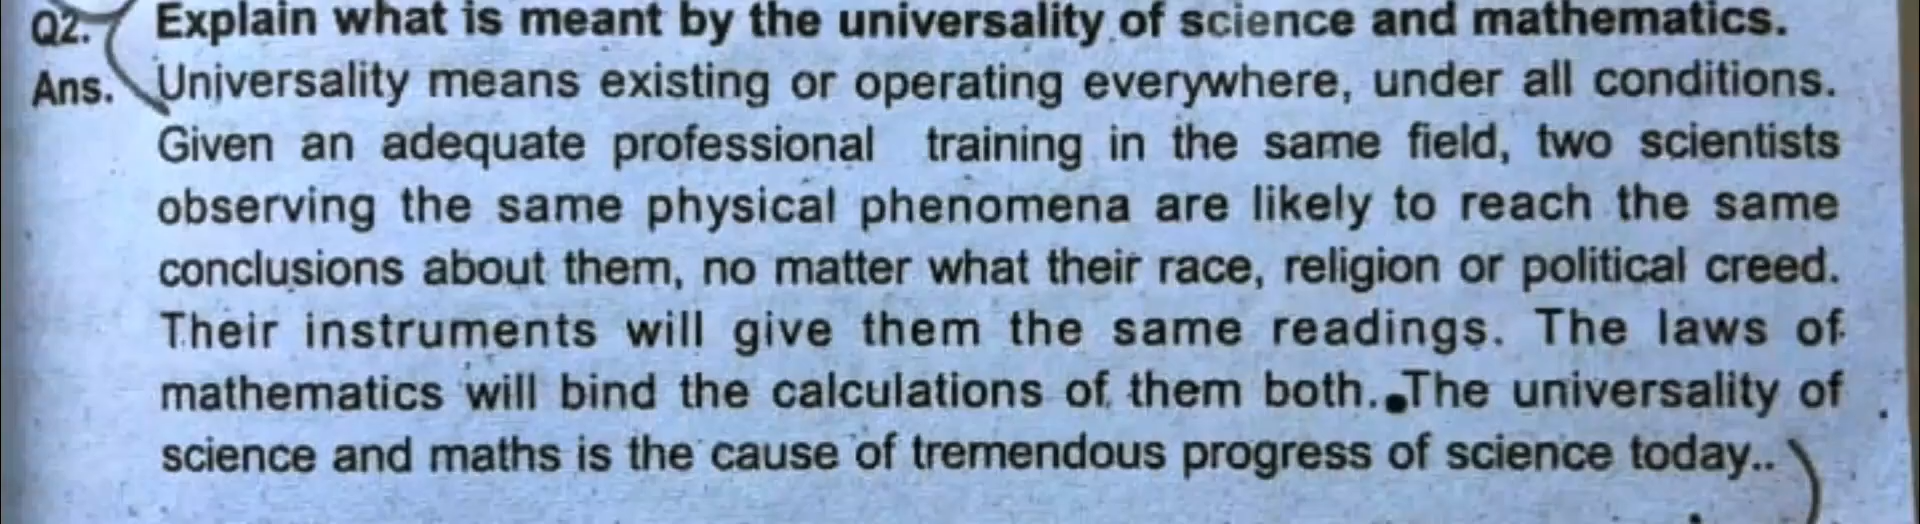 Q2. Explain what is meant by the universality of science and mathematics.
Ans. Universality means existing or operating everywhere, under all conditions.
Given an adequate professional training in the same field, two scientists
observing the same physical phenomena are likely to reach the same
conclusions about them, no matter what their race, religion or political creed.
Their instruments will give them the same readings. The laws of
mathematics will bind the calculations of them both. The universality of
science and maths is the cause of tremendous progress of science today..